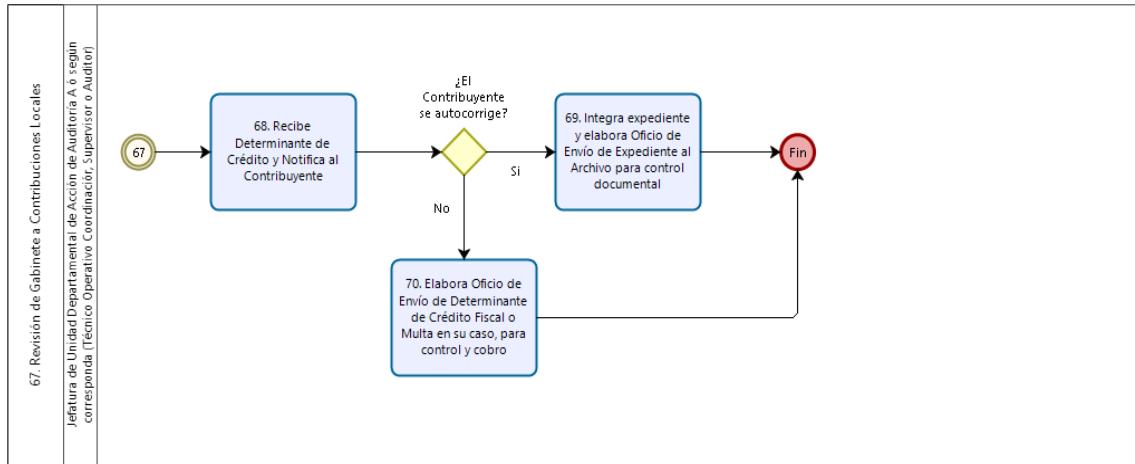 67. Revisión de Gabinete a Contribuciones Locales
Jefatura de Unidad Departamental de Acción de Auditoría A ó según
corresponda (Técnico Operativo Coordinación, Supervisor o Auditor)
67
68. Recibe
Determinante de
Crédito y Notifica al
Contribuyente
¿El
Contribuyente
se autocorrige?
Si
No
69. Integra expediente
y elabora Oficio de
Envío de Expediente al
Archivo para control
documental
Fin
70. Elabora Oficio de
Envío de Determinante
de Crédito Fiscal o
Multa en su caso, para
control y cobro